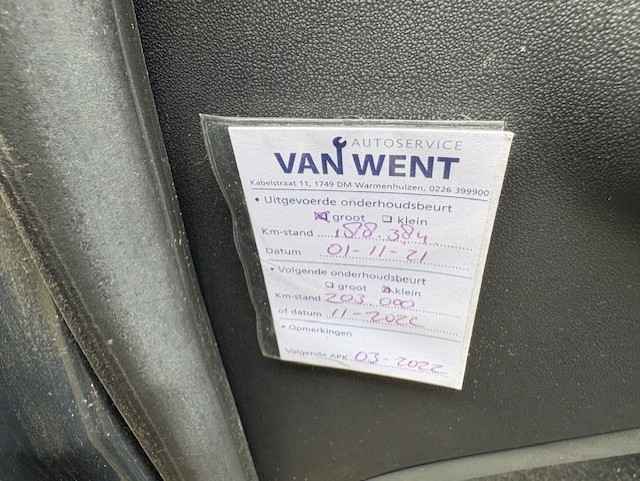 AUTOSERVICE
VAN WENT
Kabelstraat 11, 1749 DM Warmenhuizen, 0226 399900
• Uitgevoerde onderhoudsbeurt
groot klein
Km-stand 188.384
Datum 01-11-21
• Volgende onderhoudsbeurt
groot klein
Km-stand 203.000
of datum 11-2022
• Opmerkingen
Volgende APK 03-2022